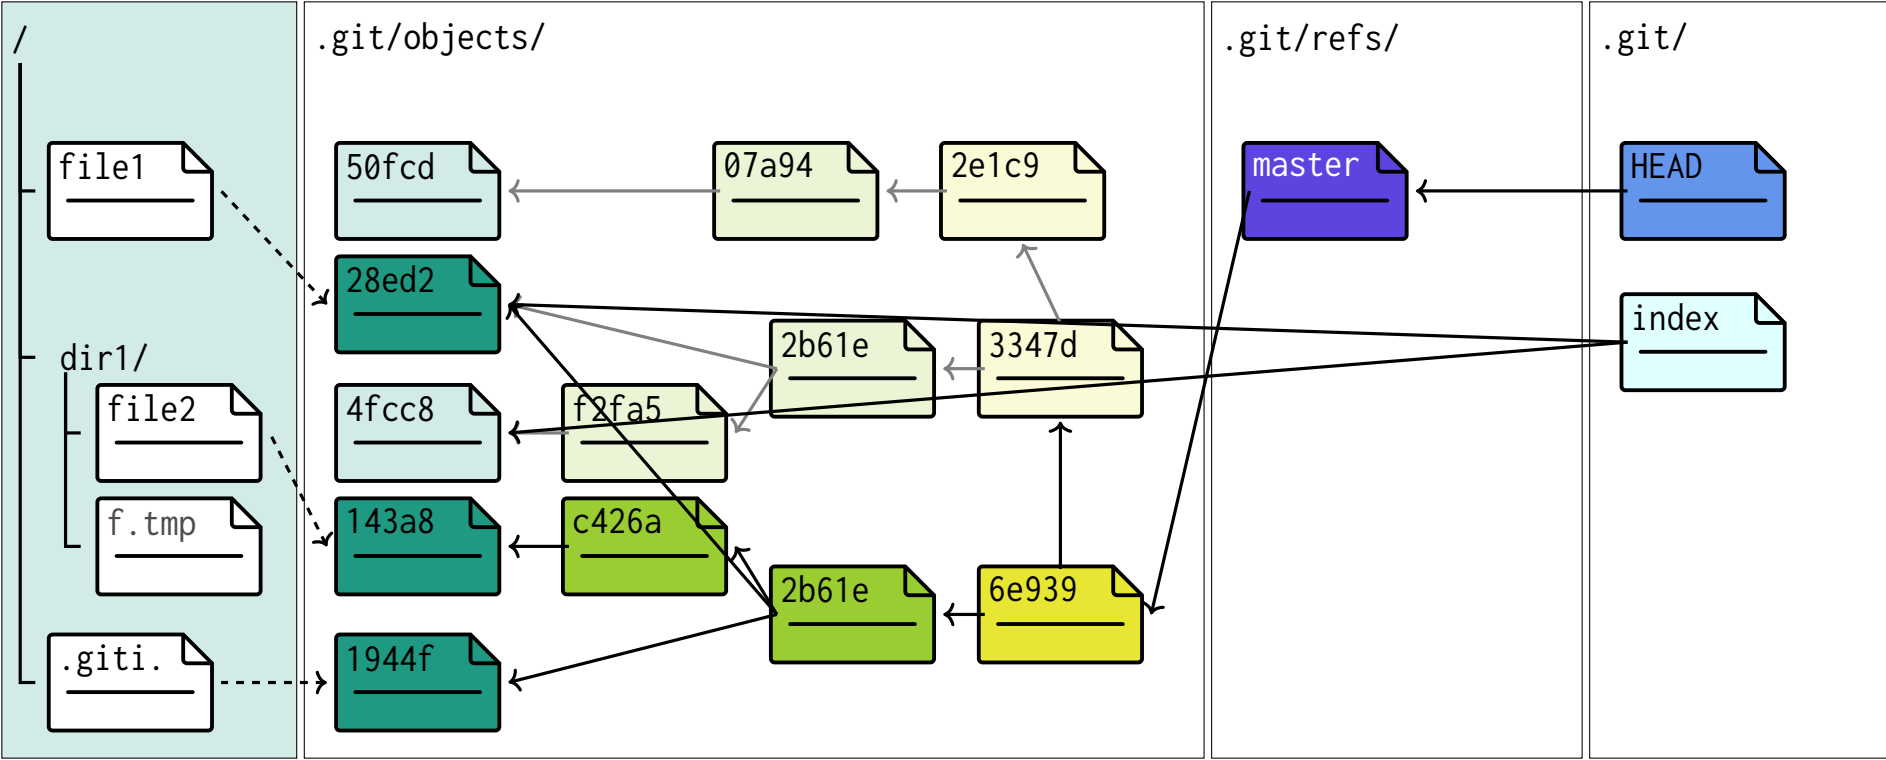 /
.git/objects/
.git/refs/
.git/
file1
50fcd
07a94
2e1c9
master
HEAD
28ed2
index
dir1/
2b61e
3347d
file2
4fcc8
f2fa5
f.tmp
143a8
c426a
2b61e
6e939
.giti.
1944f